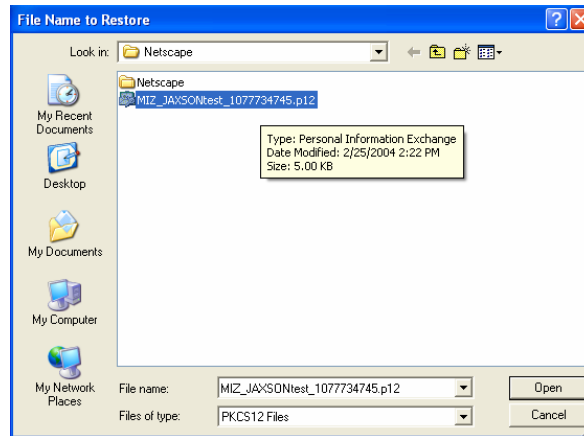 File Name to Restore
Look in:
Netscape
Netscape
MIZ_JAXSONtest_1077734745.p12
Type: Personal Information Exchange
Date Modified: 2/25/2004 2:22 PM
Size: 5.00 KB
My Recent
Documents
Desktop
My Documents
My Computer
My Network
Places
File name:
MIZ_JAXSONtest_1077734745.p12
Open
Files of type:
PKCS12 Files
Cancel